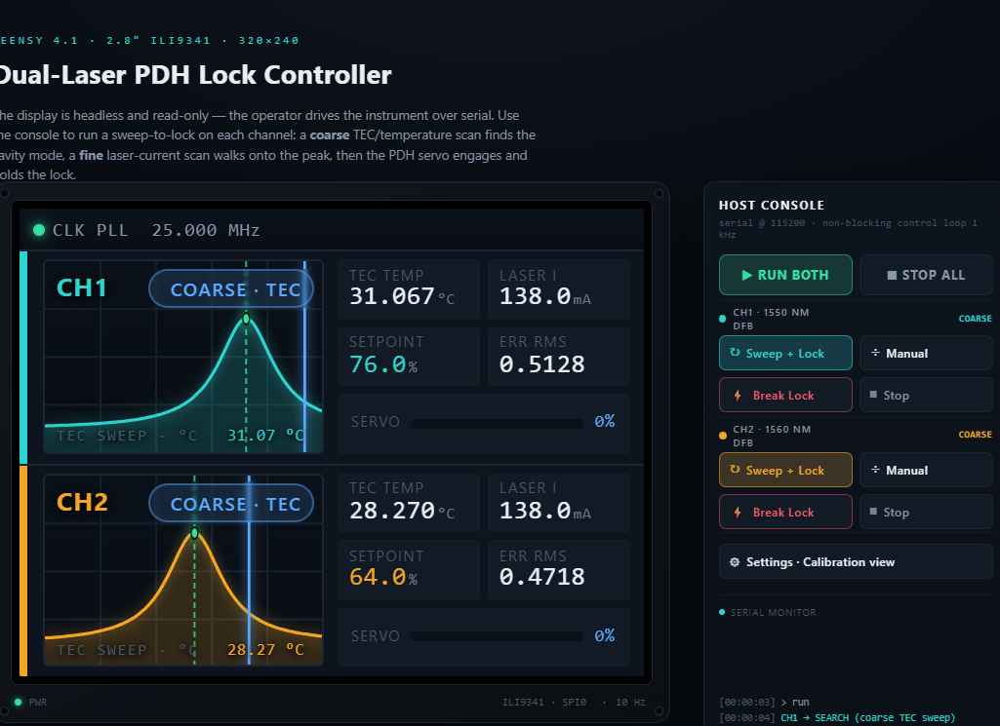 EENSY 4.1 · 2.8" ILI9341 · 320×240
Dual-Laser PDH Lock Controller
he display is headless and read-only — the operator drives the instrument over serial. Use
he console to run a sweep-to-lock on each channel: a coarse TEC/temperature scan finds the
avity mode, a fine laser-current scan walks onto the peak, then the PDH servo engages and
olds the lock.
CLK PLL 25.000 MHz
CH1
COARSE · TEC
TEC SWEEP · °C 31.07 °C
TEC TEMP
31.067°C
LASER I
138.0mA
SETPOINT
76.0%
ERR RMS
0.5128
SERVO 0%
CH2
COARSE · TEC
TEC SWEEP · °C 28.27 °C
TEC TEMP
28.270°C
LASER I
138.0mA
SETPOINT
64.0%
ERR RMS
0.4718
SERVO 0%
PWR
ILI9341 · SPI0 · 10 Hz
HOST CONSOLE
serial @ 115200 · non-blocking control loop 1
kHz
▶ RUN BOTH
■ STOP ALL
CH1 · 1550 NM
DFB
COARSE
↻ Sweep + Lock
÷ Manual
⚡ Break Lock
■ Stop
CH2 · 1560 NM
DFB
COARSE
↻ Sweep + Lock
÷ Manual
⚡ Break Lock
■ Stop
⚙ Settings · Calibration view
SERIAL MONITOR
[00:00:03] > run
[00:00:04] CH1 → SEARCH (coarse TEC sweep)